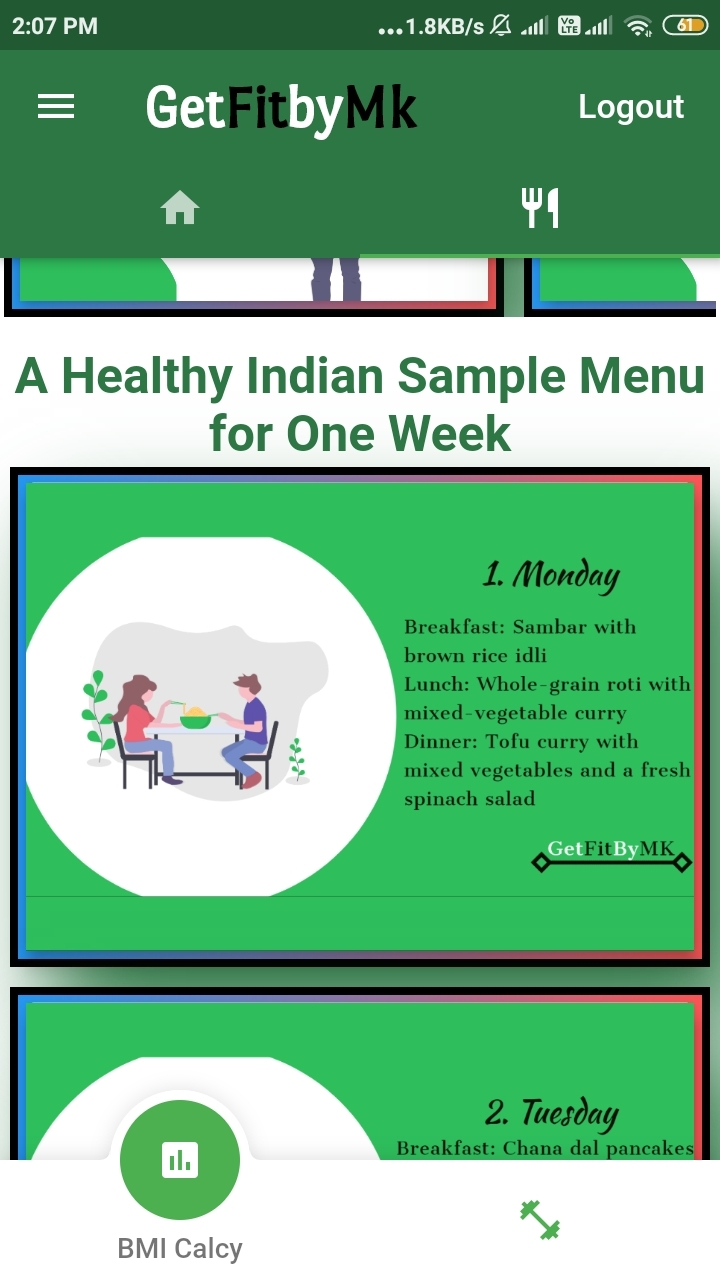 2:07 PM
...1.8KB/s
Vo
LTE
61
GetFitbyMk
Logout
A Healthy Indian Sample Menu
for One Week
1. Monday
Breakfast: Sambar with
brown rice idli
Lunch: Whole-grain roti with
mixed-vegetable curry
Dinner: Tofu curry with
mixed vegetables and a fresh
spinach salad
GetFitByMK
2. Tuesday
Breakfast: Chana dal pancakes
BMI Calcy